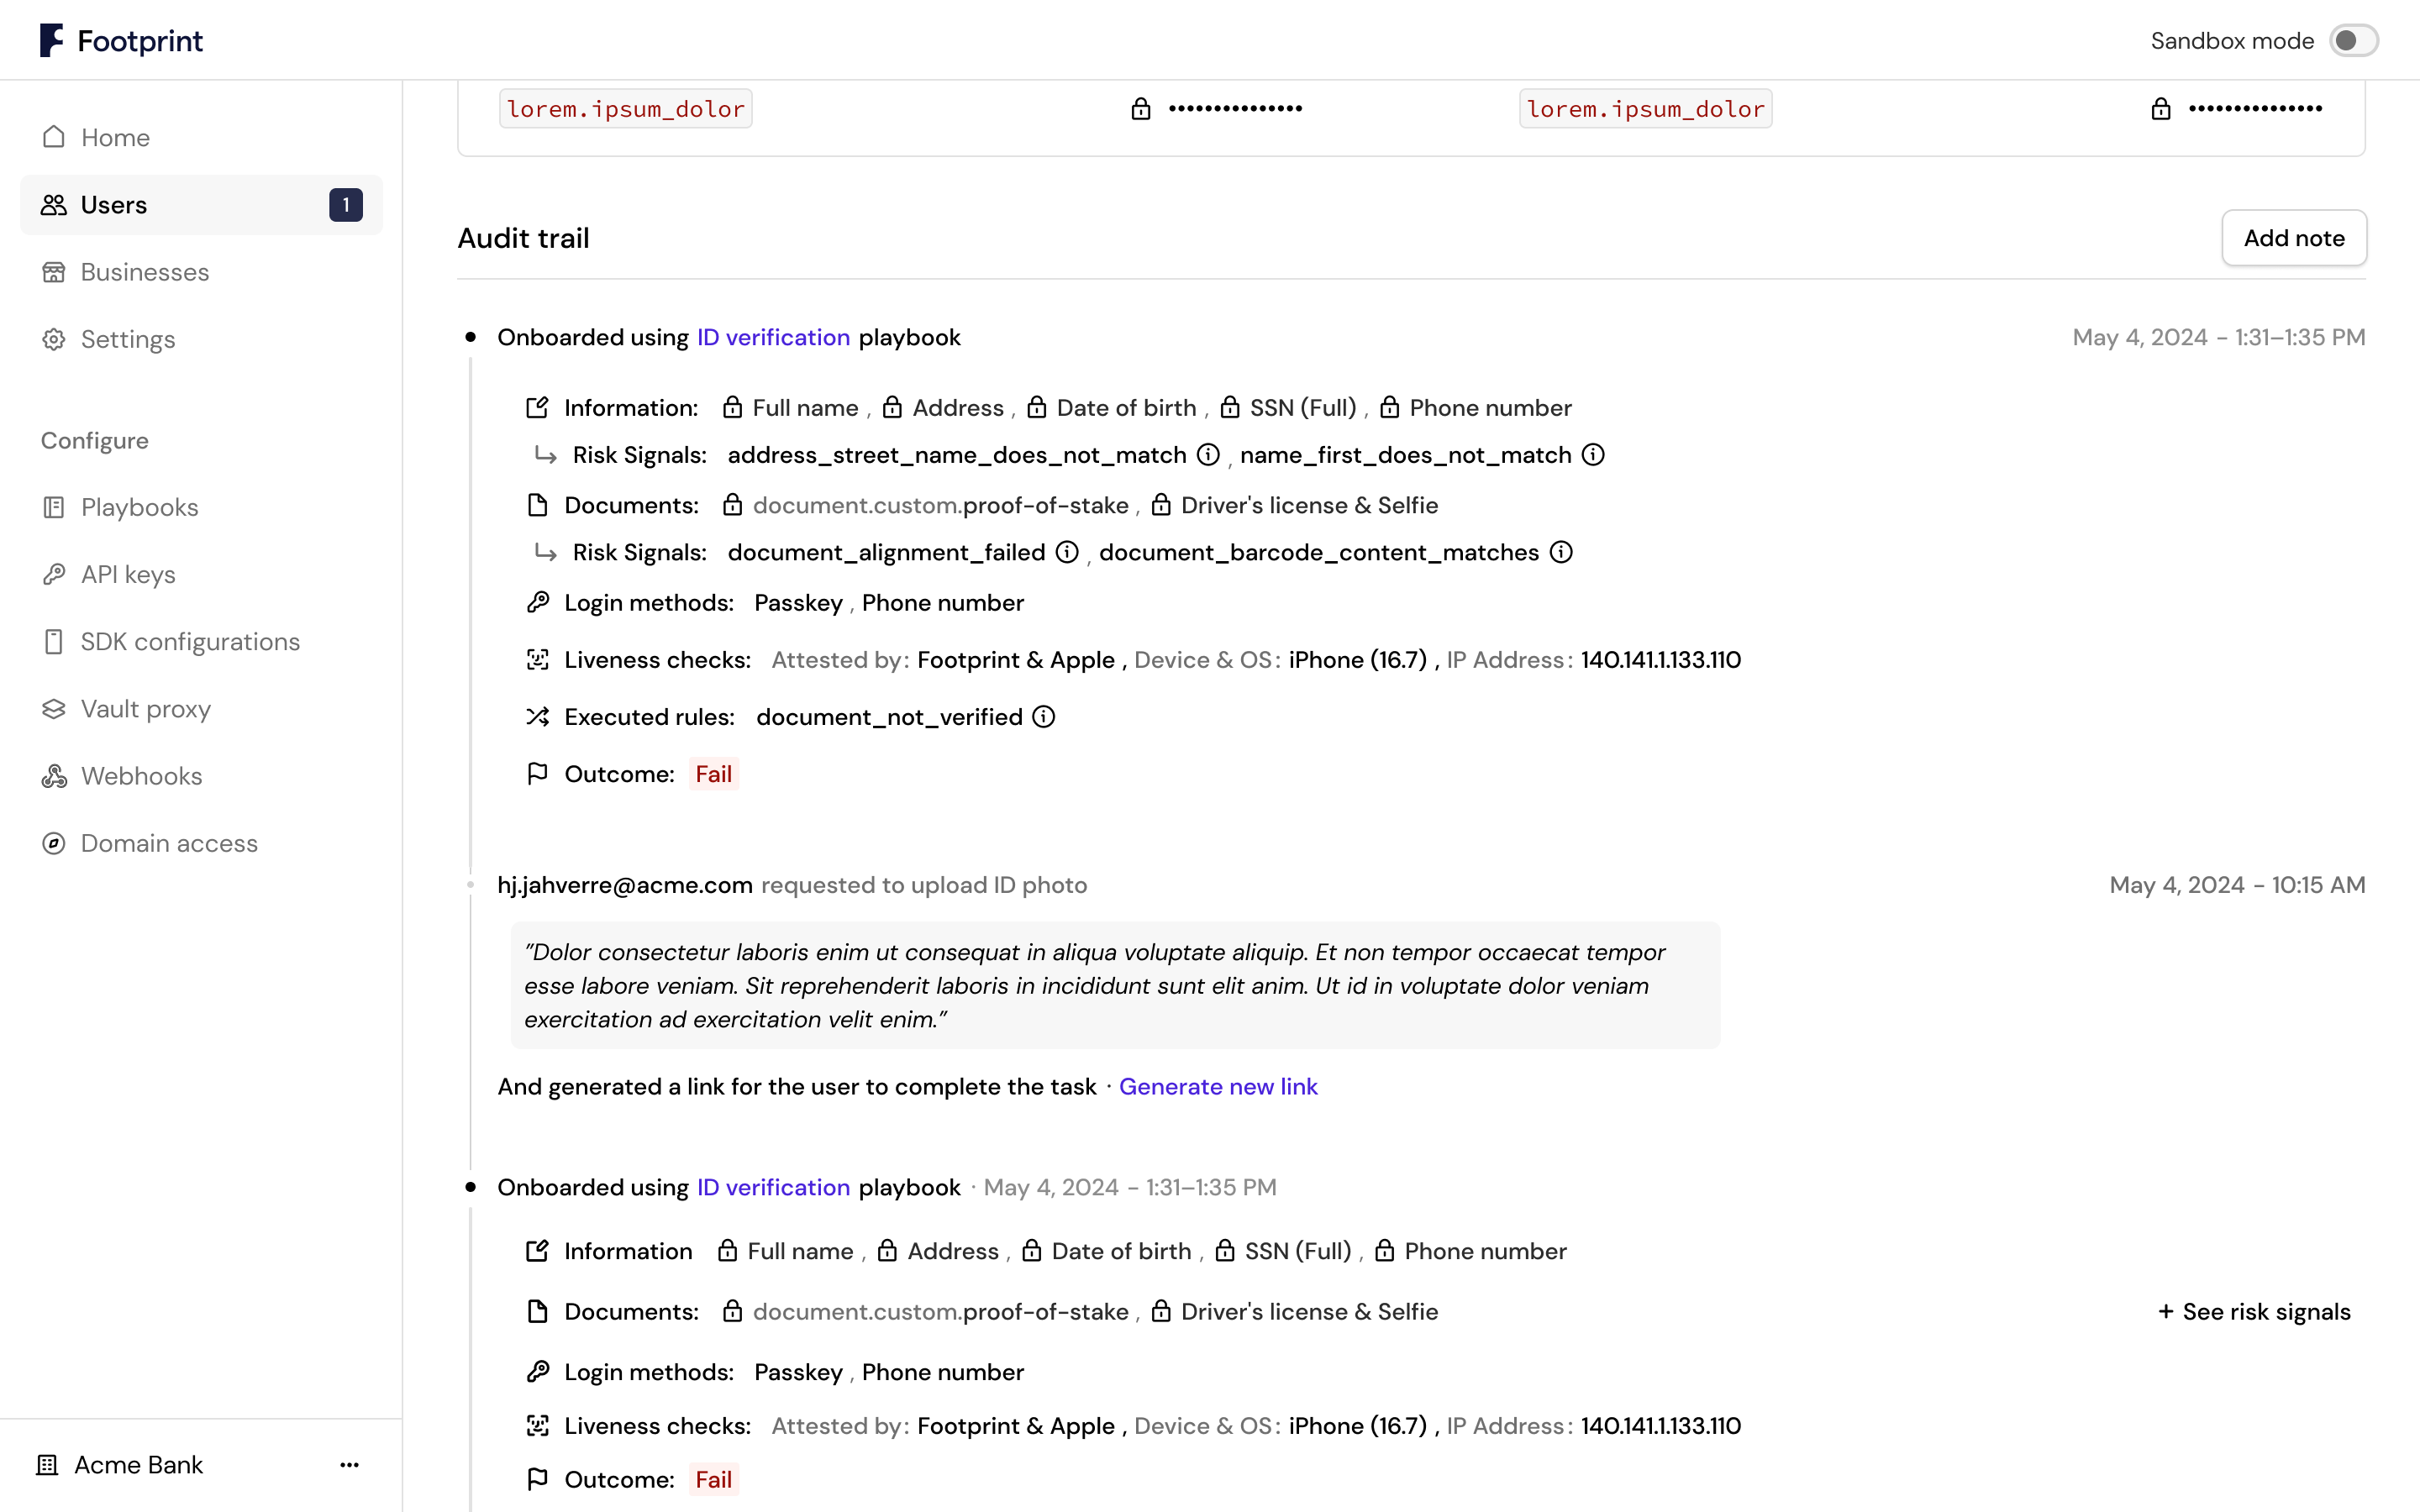 Footprint
Sandbox mode
lorem.ipsum_dolor •••••••••••••• lorem.ipsum_dolor ••••••••••••••
Home
Users 1
Businesses
Settings
Configure
Playbooks
API keys
SDK configurations
Vault proxy
Webhooks
Domain access
Acme Bank
Audit trail
Add note
Onboarded using ID verification playbook May 4, 2024 - 1:31–1:35 PM
Information: Full name , Address , Date of birth , SSN (Full) , Phone number
Risk Signals: address_street_name_does_not_match , name_first_does_not_match
Documents: document.custom.proof-of-stake , Driver's license & Selfie
Risk Signals: document_alignment_failed , document_barcode_content_matches
Login methods: Passkey , Phone number
Liveness checks: Attested by: Footprint & Apple , Device & OS: iPhone (16.7) , IP Address: 140.141.1.133.110
Executed rules: document_not_verified
Outcome: Fail
hj.jahverre@acme.com requested to upload ID photo May 4, 2024 - 10:15 AM
"Dolor consectetur laboris enim ut consequat in aliqua voluptate aliquip. Et non tempor occaecat tempor
esse labore veniam. Sit reprehenderit laboris in incididunt sunt elit anim. Ut id in voluptate dolor veniam
exercitation ad exercitation velit enim."
And generated a link for the user to complete the task · Generate new link
Onboarded using ID verification playbook · May 4, 2024 - 1:31–1:35 PM
Information Full name , Address , Date of birth , SSN (Full) , Phone number
Documents: document.custom.proof-of-stake , Driver's license & Selfie + See risk signals
Login methods: Passkey , Phone number
Liveness checks: Attested by: Footprint & Apple , Device & OS: iPhone (16.7) , IP Address: 140.141.1.133.110
Outcome: Fail